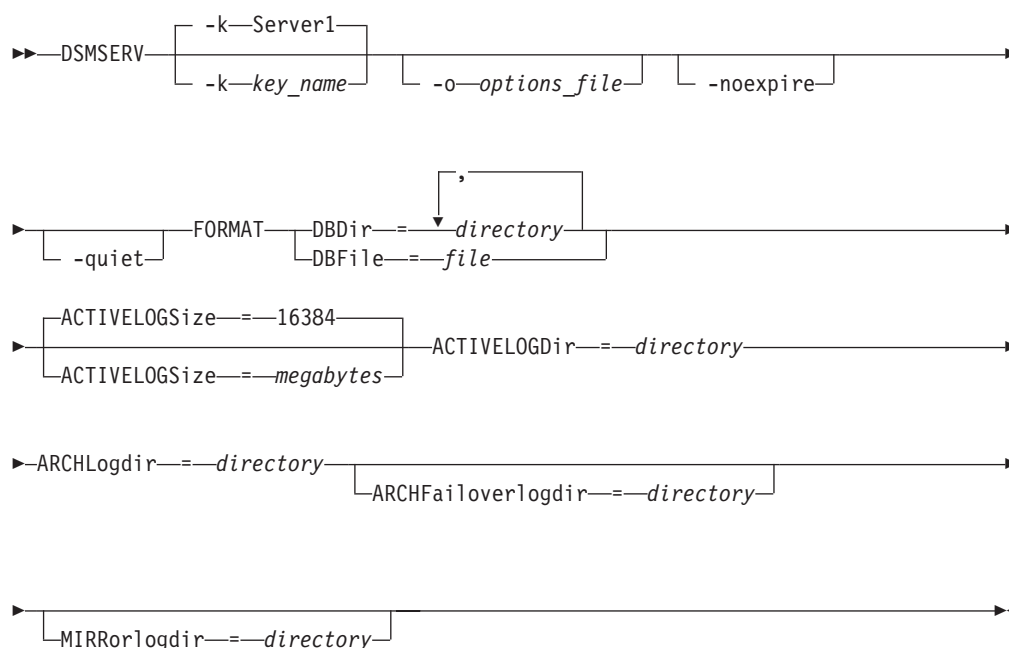 -k Server1
DSMSERV
-k key_name
-o options_file
-noexpire
,
FORMAT DBDir = directory
-quiet
DBFile = file
ACTIVELOGSize = 16384
ACTIVELOGDir = directory
ACTIVELOGSize = megabytes
ARCHLogdir = directory
ARCHFailoverlogdir = directory
MIRRorlogdir = directory